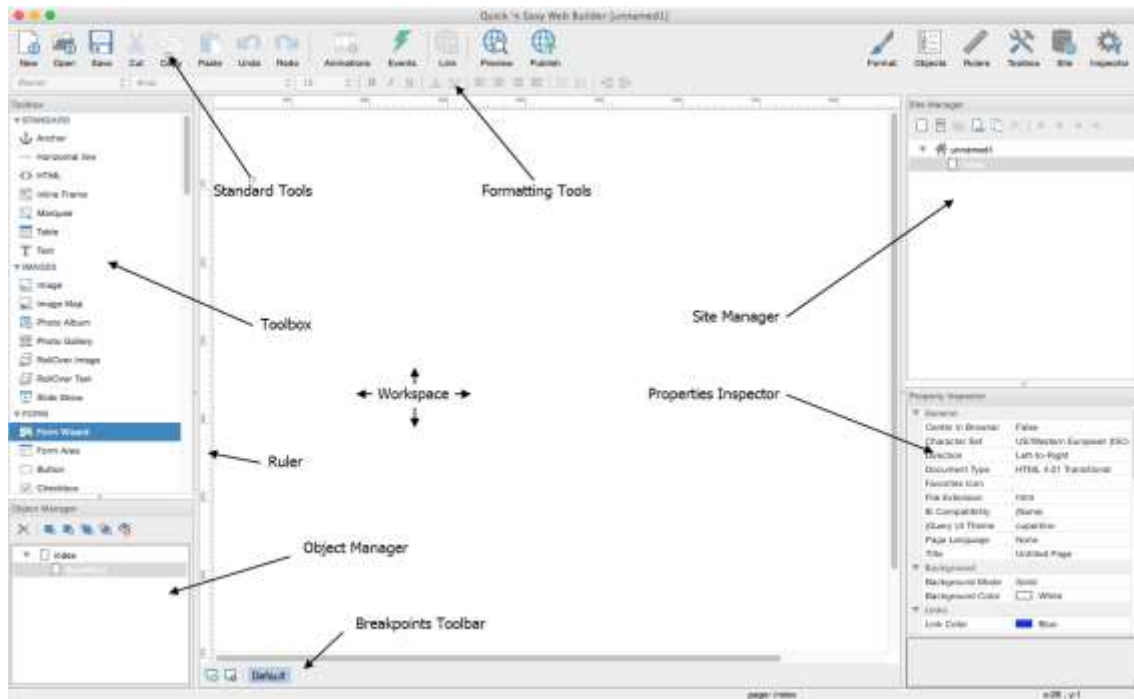 Quick 'n Easy Web Builder [unnamed1]
New Open Save Cut Copy Paste Undo Redo Animations Events Link Preview Publish Format Objects Rulers Toolbox Site Inspector
Toolbox
STANDARD
Anchor
Horizontal line
HTML
Inline Frame
Marquee
Table
Text
IMAGES
Image
Image Map
Photo Album
Photo Gallery
RollOver Image
RollOver Text
Slide Show
FORMS
Form Wizard
Form Area
Button
Checkbox
Object Manager
index
Standard Tools
Formatting Tools
Toolbox
Site Manager
Workspace
Properties Inspector
Ruler
Object Manager
Breakpoints Toolbar
Default
Site Manager
unnamed1
Property Inspector
General
Center in Browser False
Character Set US/Western European (ISO
Direction Left-to-Right
Document Type HTML 4.01 Transitional
Favorites Icon
File Extension html
IE Compatibility (None)
jQuery UI Theme cupertino
Page Language None
Title Untitled Page
Background
Background Mode Solid
Background Color White
Links
Link Color Blue
page: index